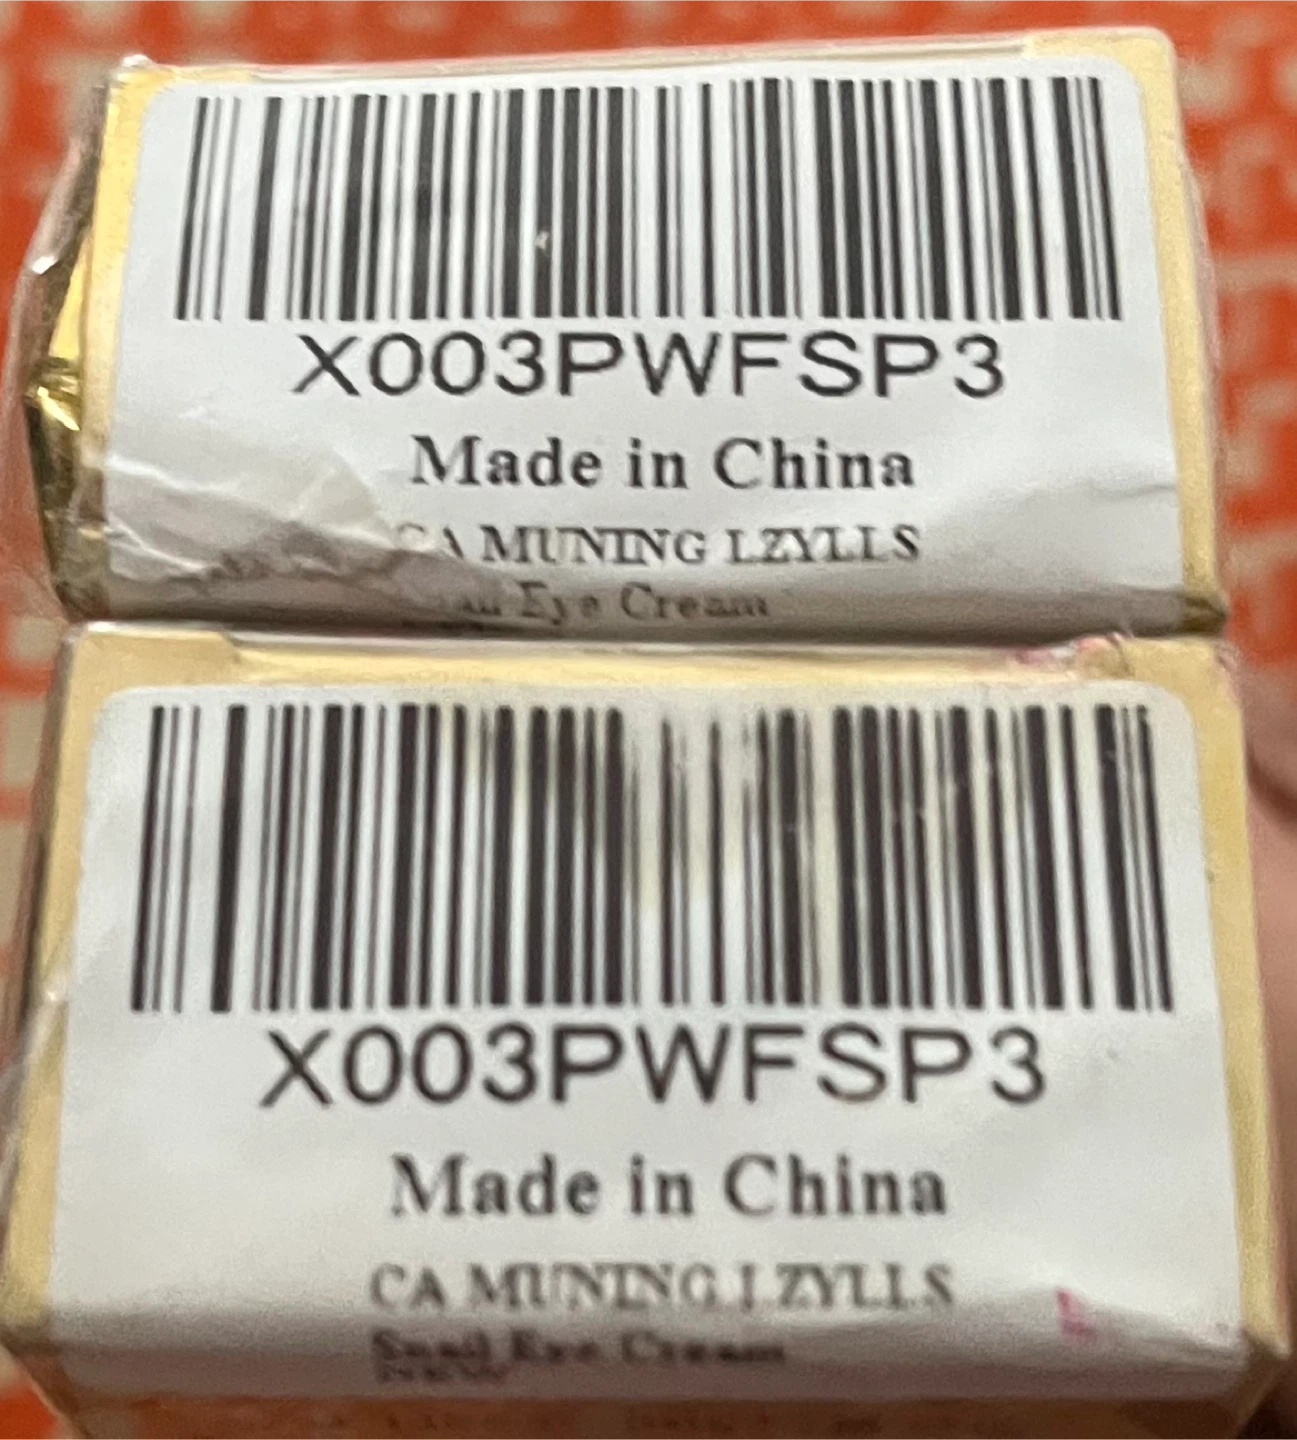 X003PWFSP3
Made in China
CA MUNING LZYLLS
Eye Cream
X003PWFSP3
Made in China
CA MUNING LZYLLS
Snail Eye Cream
NEW